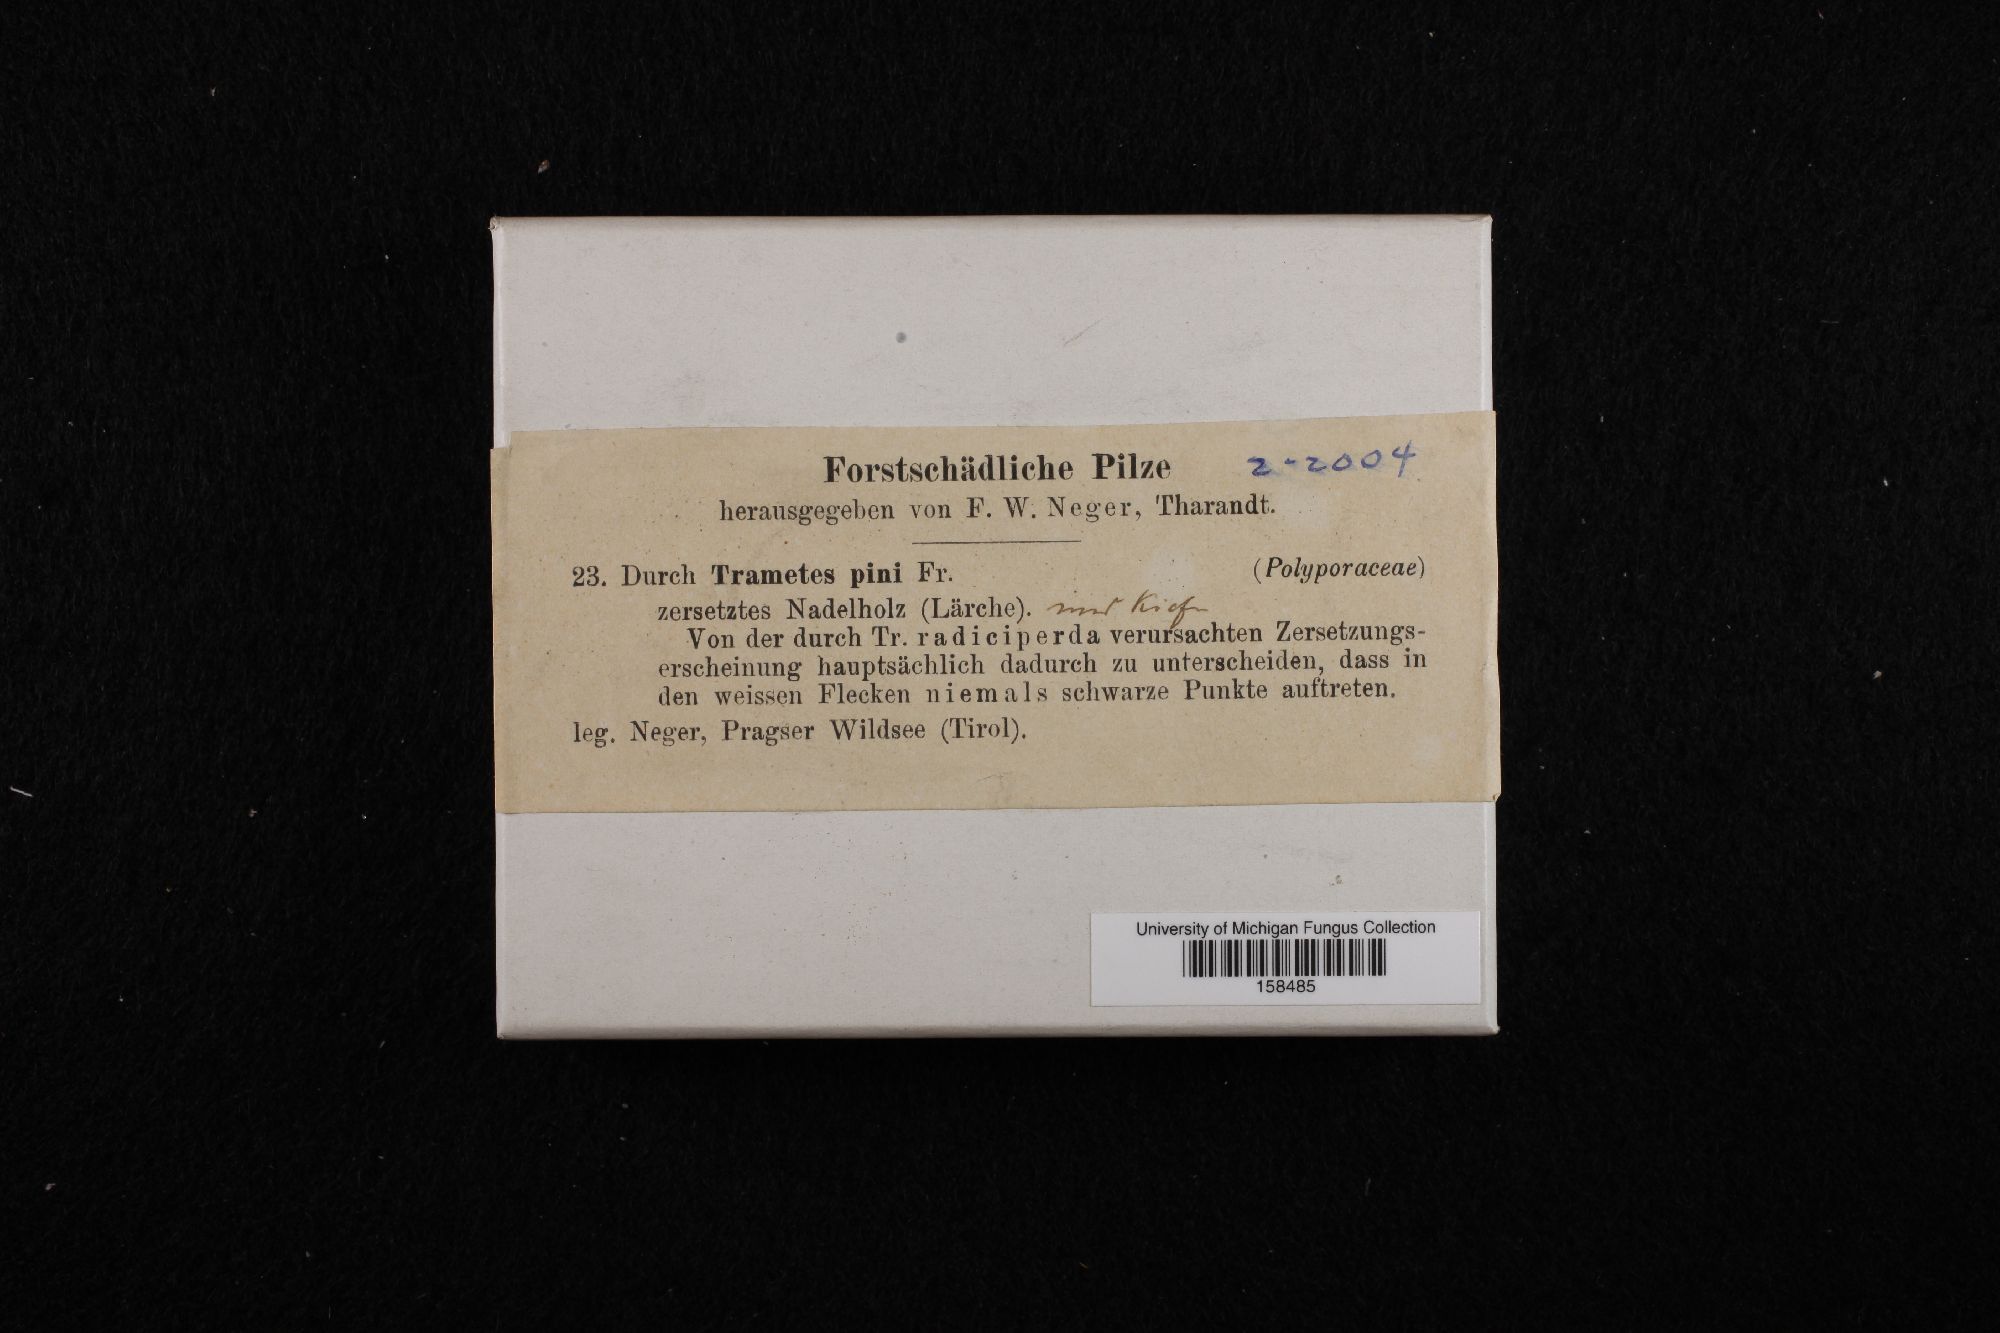 Forstschädliche Pilze 2-2004
herausgegeben von F. W. Neger, Tharandt.
23. Durch Trametes pini Fr. (Polyporaceae)
zersetztes Nadelholz (Lärche). und
Von der durch Tr. radiciperda verursachten Zersetzungs-
erscheinung hauptsächlich dadurch zu unterscheiden, dass in
den weissen Flecken niemals schwarze Punkte auftreten.
leg. Neger, Pragser Wildsee (Tirol).
University of Michigan Fungus Collection
158485